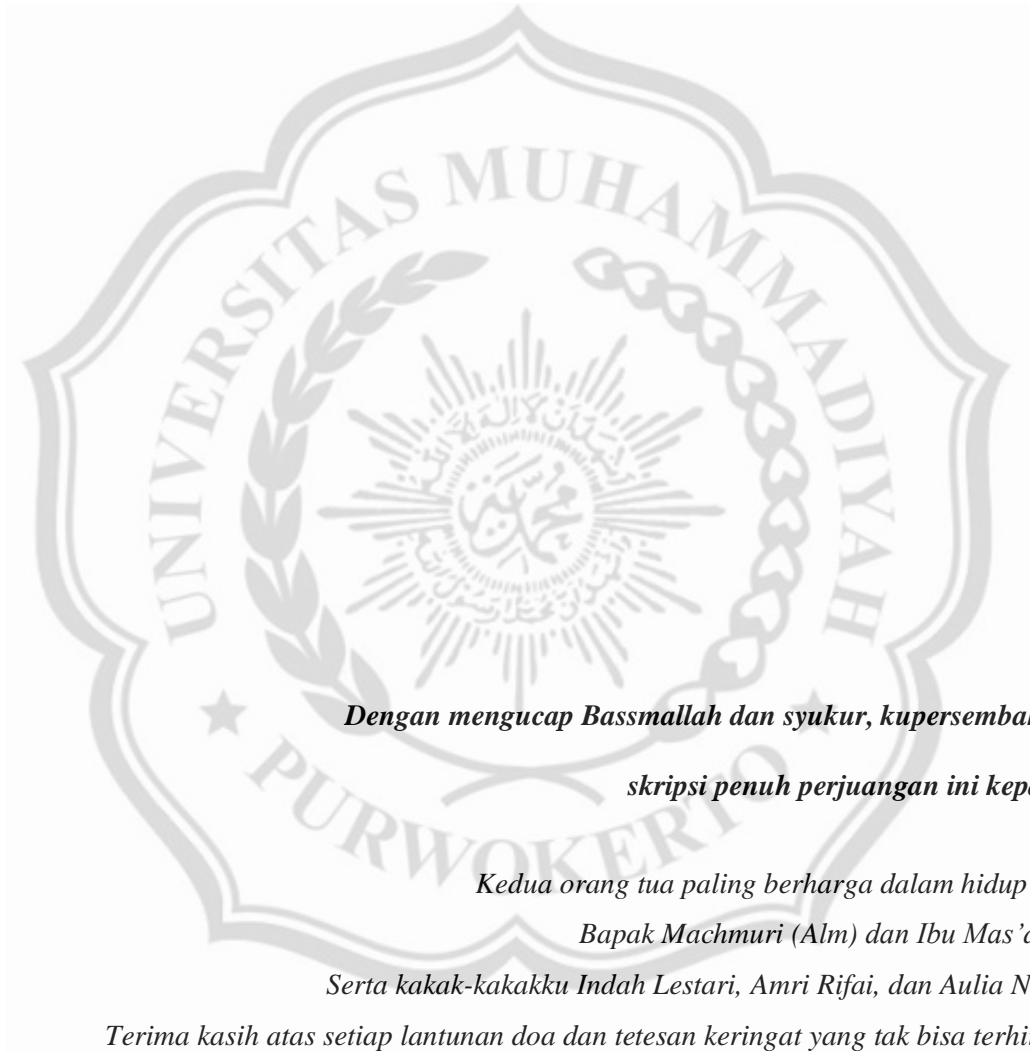 UNIVERSITAS MUHAMMADIYAH
PURWOKERTO
Dengan mengucap Bassmallah dan syukur,
skripsi penuh perjuangan ini
Kedua orang tua paling berharga dalam hidup
Bapak Machmuri (Alm) dan Ibu
Serta kakak-kakakku Indah Lestari, Amri Rifai, dan Aulia
Terima kasih atas setiap lantunan doa dan tetesan keringat yang tak bisa